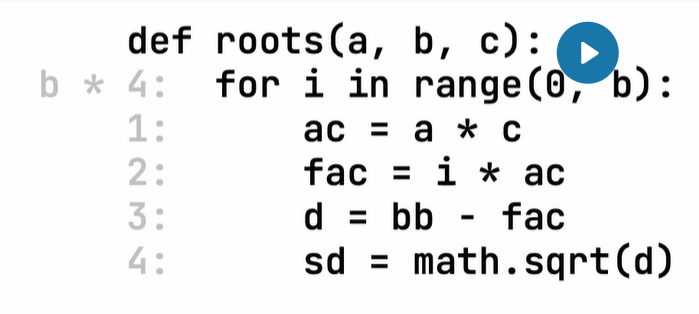 def roots(a, b, c):
b * 4: for i in range(0, b):
1: ac = a * c
2: fac = i * ac
3: d = bb - fac
4: sd = math.sqrt(d)